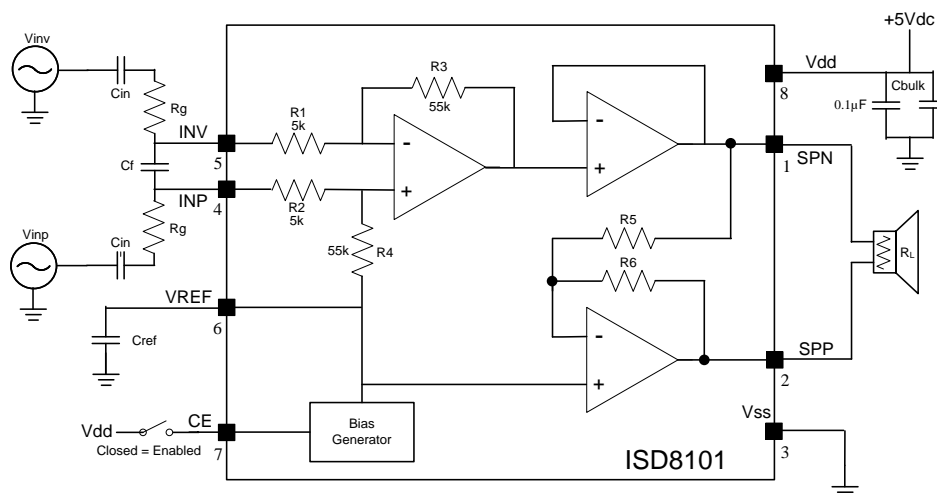 Vinv
Cin
Rg
INV
5
Cf
INP
4
Rg
Vinp
Cin
VREF
6
Cref
Vdd
CE
7
Closed = Enabled
R1
5k
R2
5k
R3
55k
-
+
55k
R4
Bias
Generator
-
+
R5
R6
-
+
ISD8101
+5Vdc
Vdd
8
0.1µF
Cbulk
SPN
1
RL
SPP
2
Vss
3